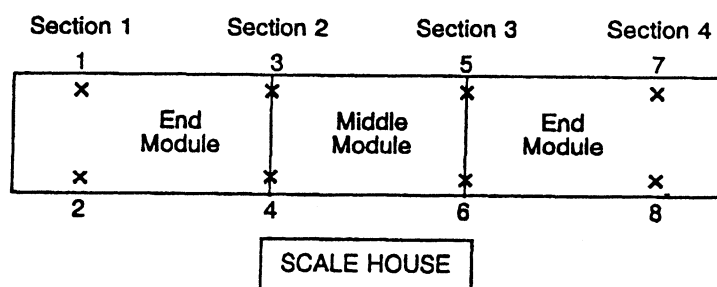 Section 1 Section 2 Section 3 Section 4
1 3 5 7
x x x x
End Module Middle Module End Module
x x x x
2 4 6 8
SCALE HOUSE